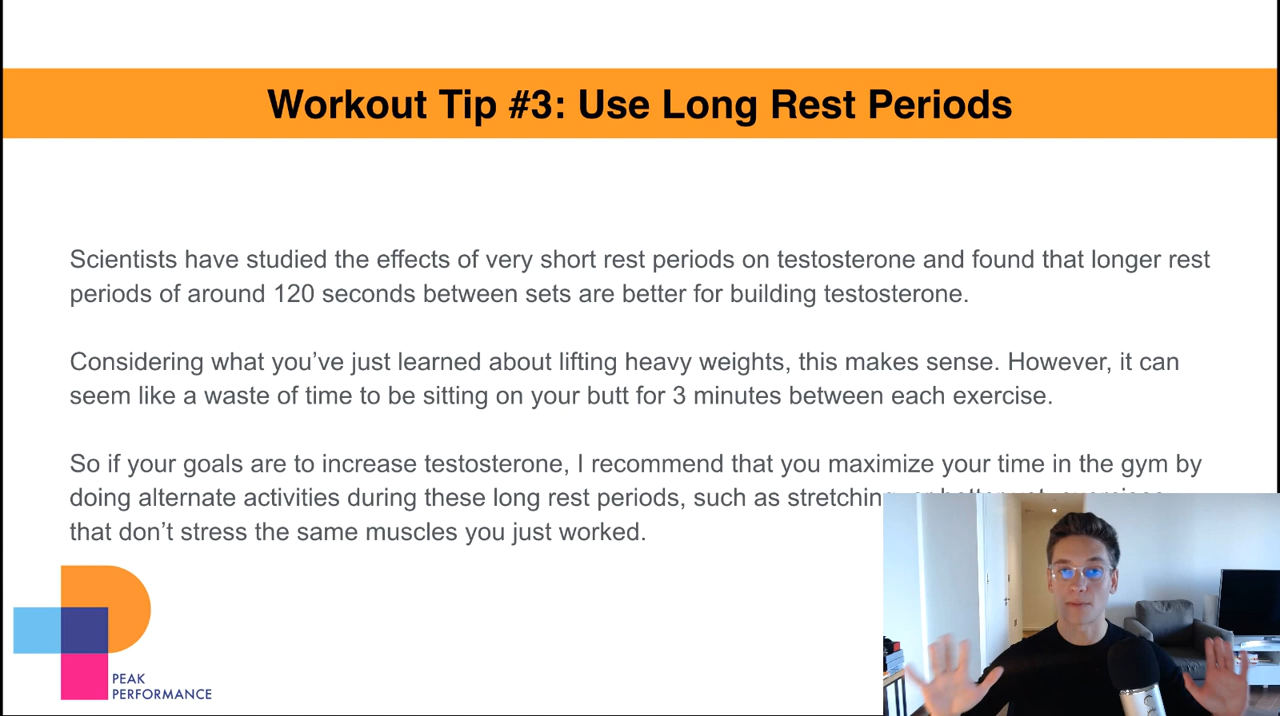 Workout Tip #3: Use Long Rest Periods
Scientists have studied the effects of very short rest periods on testosterone and found that longer rest
periods of around 120 seconds between sets are better for building testosterone.
Considering what you’ve just learned about lifting heavy weights, this makes sense. However, it can
seem like a waste of time to be sitting on your butt for 3 minutes between each exercise.
So if your goals are to increase testosterone, I recommend that you maximize your time in the gym by
doing alternate activities during these long rest periods, such as stretching
that don’t stress the same muscles you just worked.
PEAK
PERFORMANCE